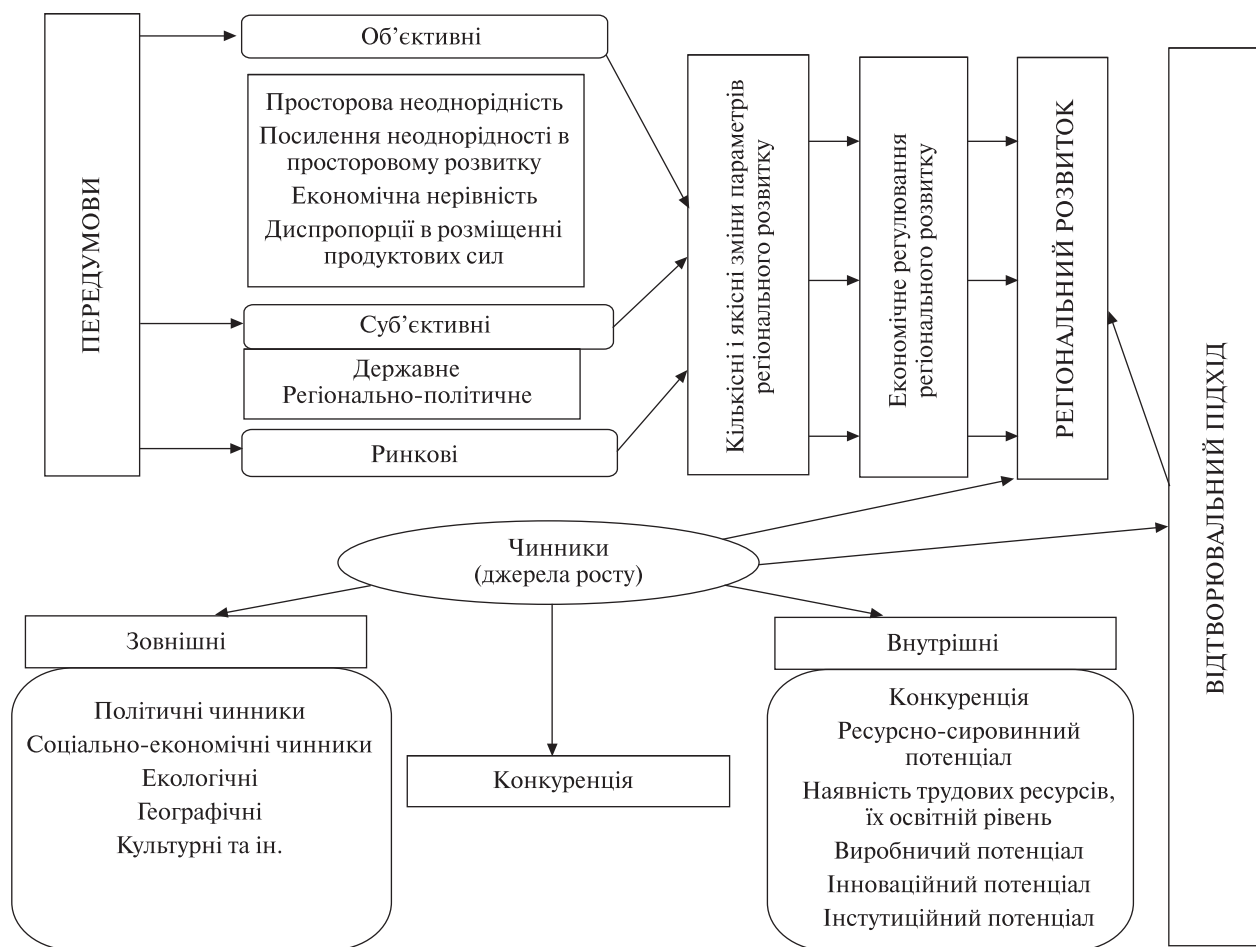 ПЕРЕДУМОВИ
Об’єктивні
Просторова неоднорідність
Посилення неоднорідності в
просторовому розвитку
Економічна нерівність
Диспропорції в розміщенні
продуктових сил
Суб’єктивні
Державне
Регіонально-політичне
Ринкові
Кількісні і якісні зміни параметрів
регіонального розвитку
Економічне регулювання
регіонального розвитку
РЕГІОНАЛЬНИЙ РОЗВИТОК
ВІДТВОРЮВАЛЬНИЙ ПІДХІД
Чинники
(джерела росту)
Зовнішні
Політичні чинники
Соціально-економічні чинники
Екологічні
Географічні
Культурні та ін.
Конкуренція
Внутрішні
Конкуренція
Ресурсно-сировинний
потенціал
Наявність трудових ресурсів,
їх освітній рівень
Виробничий потенціал
Інноваційний потенціал
Інстутиційний потенціал